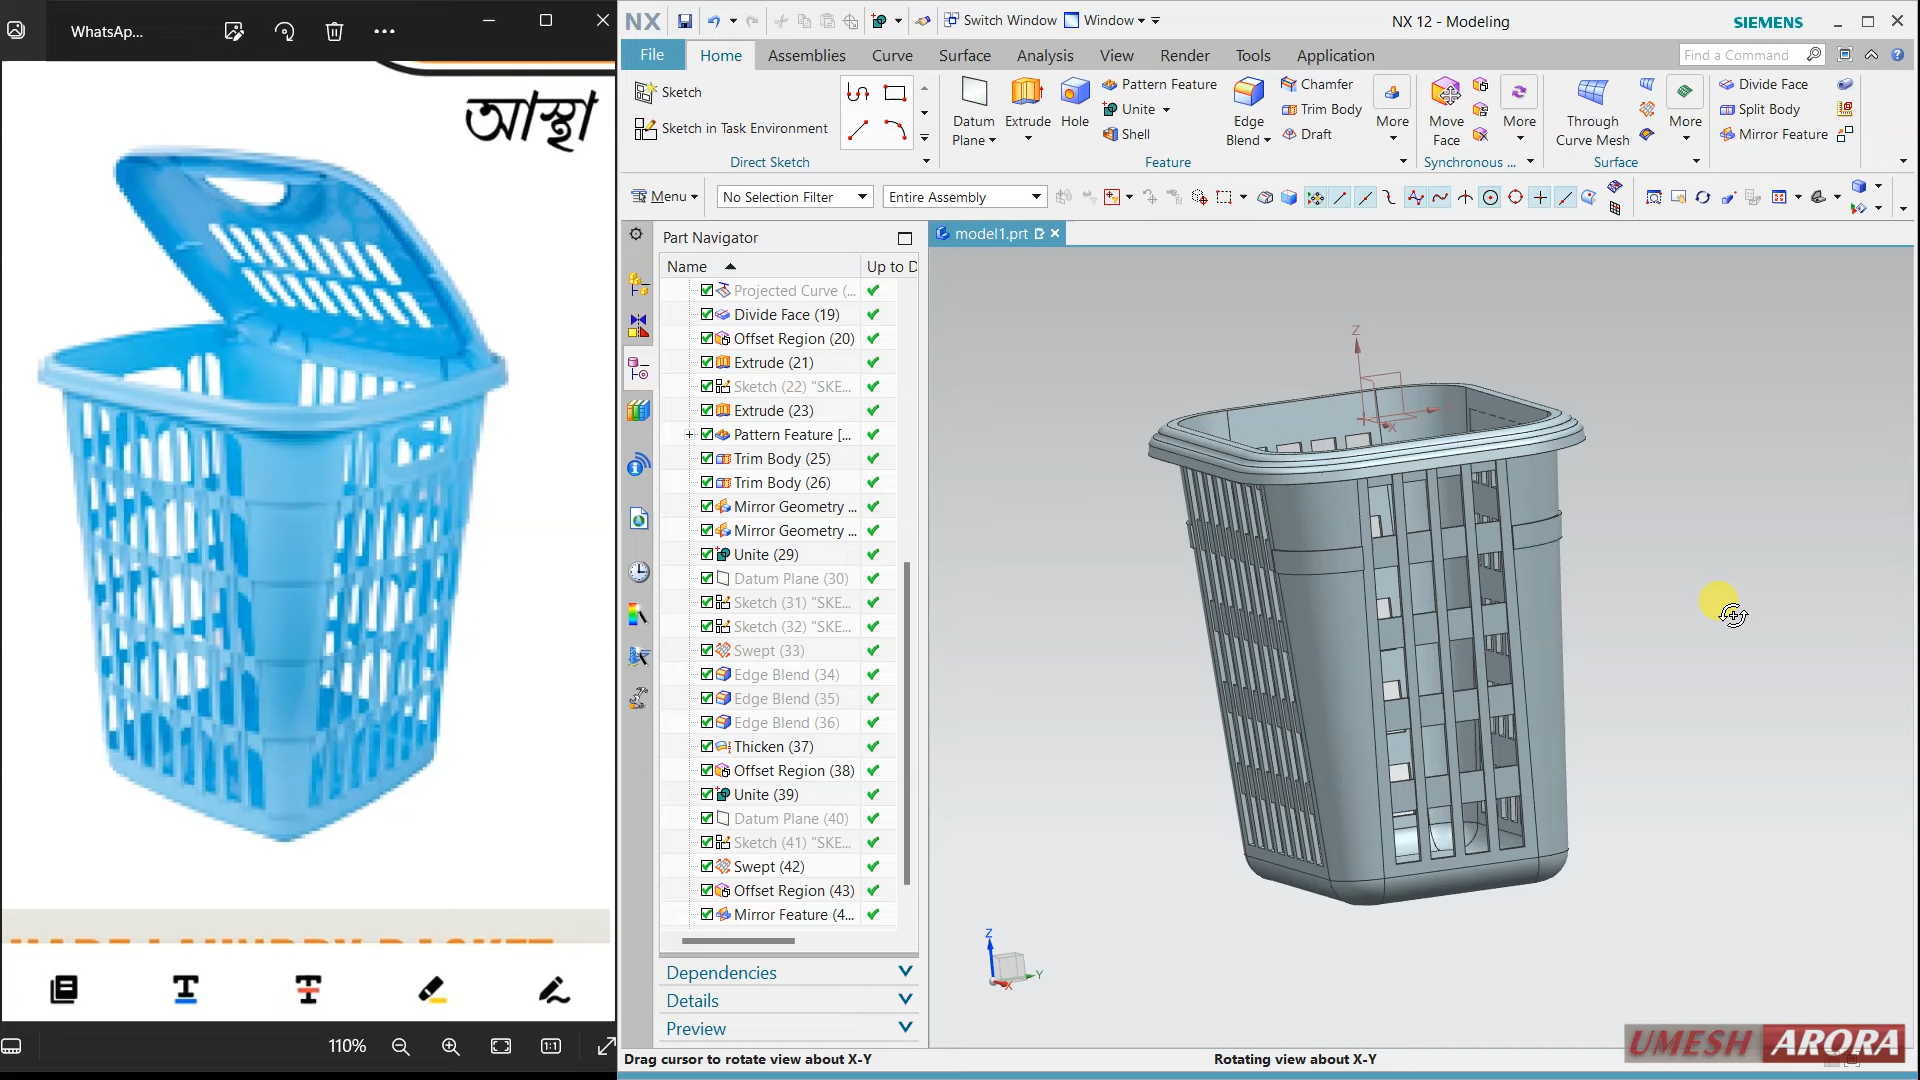 WhatsAp...
আস্থা
110%
NX
Switch Window
Window
NX 12 - Modeling
SIEMENS
File
Home
Assemblies
Curve
Surface
Analysis
View
Render
Tools
Application
Find a Command
Sketch
Sketch in Task Environment
Direct Sketch
Datum Plane
Extrude
Hole
Pattern Feature
Unite
Shell
Edge Blend
Chamfer
Trim Body
Draft
More
Feature
Move Face
More
Synchronous ...
Through Curve Mesh
More
Surface
Divide Face
Split Body
Mirror Feature
Menu
No Selection Filter
Entire Assembly
Part Navigator
model1.prt
Name
Up to D
Projected Curve (...
Divide Face (19)
Offset Region (20)
Extrude (21)
Sketch (22) "SKE...
Extrude (23)
Pattern Feature [...
Trim Body (25)
Trim Body (26)
Mirror Geometry ...
Mirror Geometry ...
Unite (29)
Datum Plane (30)
Sketch (31) "SKE...
Sketch (32) "SKE...
Swept (33)
Edge Blend (34)
Edge Blend (35)
Edge Blend (36)
Thicken (37)
Offset Region (38)
Unite (39)
Datum Plane (40)
Sketch (41) "SKE...
Swept (42)
Offset Region (43)
Mirror Feature (4...
Dependencies
Details
Preview
Z
X
Z
Y
X
Drag cursor to rotate view about X-Y
Rotating view about X-Y
UMESH ARORA